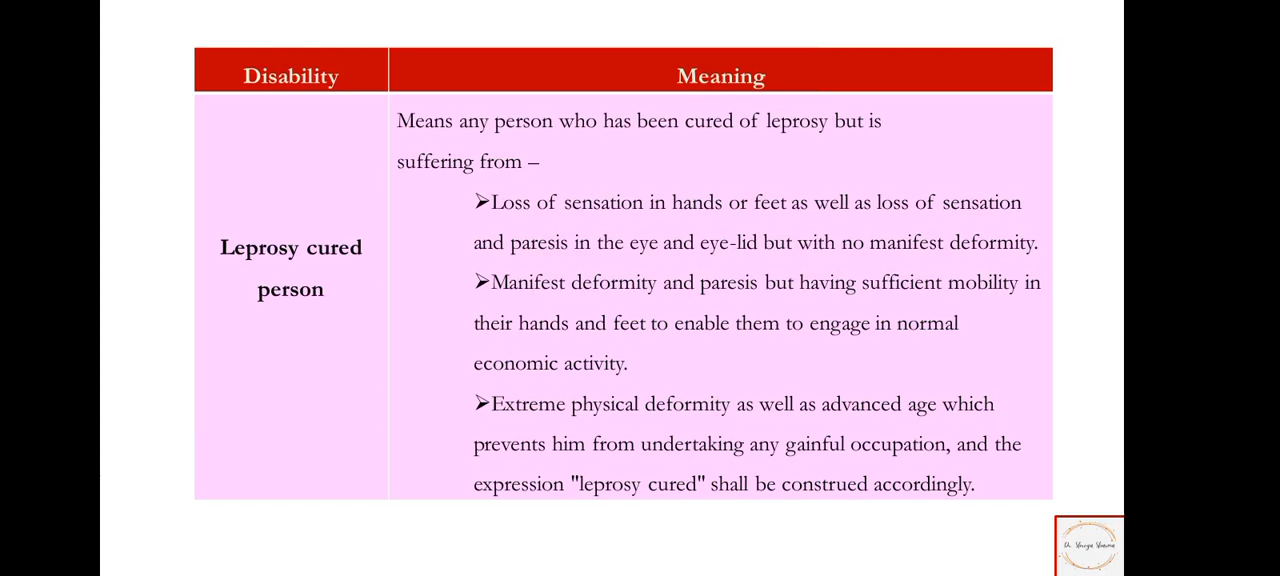 Disability
Meaning
Leprosy cured
person
Means any person who has been cured of leprosy but is
suffering from –
➢Loss of sensation in hands or feet as well as loss of sensation
and paresis in the eye and eye-lid but with no manifest deformity.
➢Manifest deformity and paresis but having sufficient mobility in
their hands and feet to enable them to engage in normal
economic activity.
➢Extreme physical deformity as well as advanced age which
prevents him from undertaking any gainful occupation, and the
expression "leprosy cured" shall be construed accordingly.
Dr.